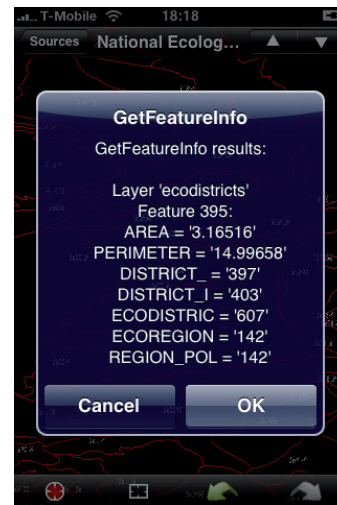 T-Mobile 18:18
Sources National Ecolog...
GetFeatureInfo
GetFeatureInfo results:
Layer 'ecodistricts'
Feature 395:
AREA = '3.16516'
PERIMETER = '14.99658'
DISTRICT_ = '397'
DISTRICT_I = '403'
ECODISTRIC = '607'
ECOREGION = '142'
REGION_POL = '142'
Cancel OK